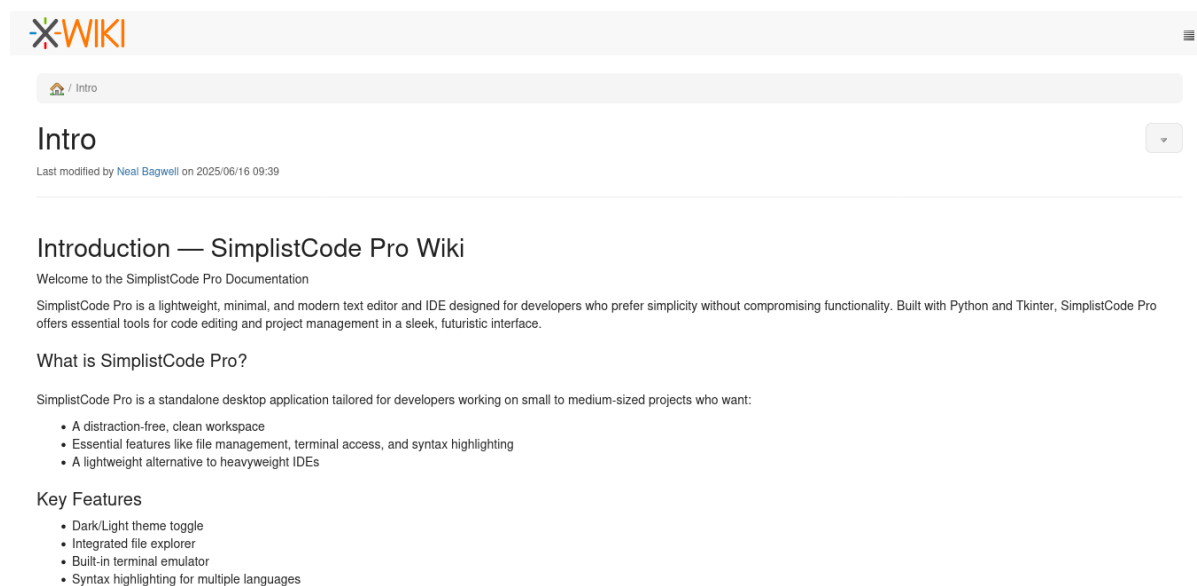 XWIKI
/ Intro
Intro
Last modified by Neal Bagwell on 2025/06/16 09:39
Introduction — SimplistCode Pro Wiki
Welcome to the SimplistCode Pro Documentation
SimplistCode Pro is a lightweight, minimal, and modern text editor and IDE designed for developers who prefer simplicity without compromising functionality. Built with Python and Tkinter, SimplistCode Pro
offers essential tools for code editing and project management in a sleek, futuristic interface.
What is SimplistCode Pro?
SimplistCode Pro is a standalone desktop application tailored for developers working on small to medium-sized projects who want:
• A distraction-free, clean workspace
• Essential features like file management, terminal access, and syntax highlighting
• A lightweight alternative to heavyweight IDEs
Key Features
• Dark/Light theme toggle
• Integrated file explorer
• Built-in terminal emulator
• Syntax highlighting for multiple languages